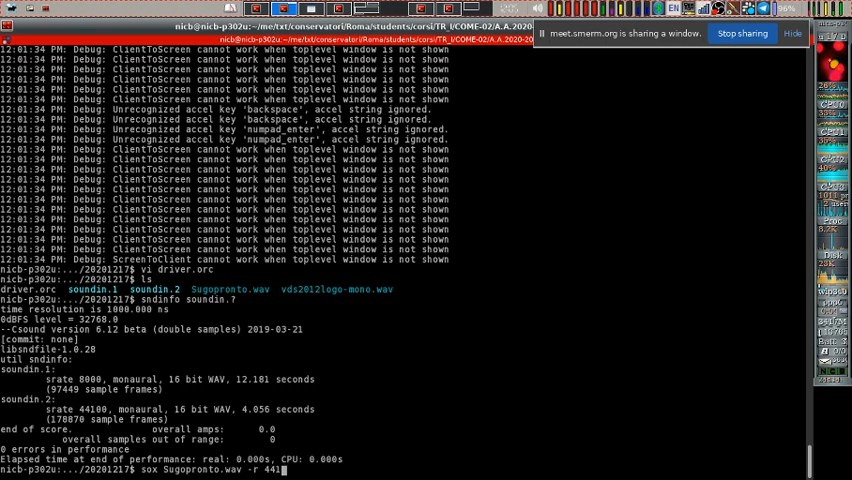 nicb@nicb-p302u: ~/me/txt/conservatori/Roma/students/corsi/TR_I/COME-02/A.A.2020-20
EN
96%
nicb@nicb-p302u:~/me/txt/conservatori/Roma/students/corsi/TR_I/COME-02/A.A.2020-20
meet.smerm.org is sharing a window.
Stop sharing
Hide
12:01:34 PM: Debug: ClientToScreen cannot work when toplevel window is not shown
12:01:34 PM: Debug: ClientToScreen cannot work when toplevel window is not shown
12:01:34 PM: Debug: ClientToScreen cannot work when toplevel window is not shown
12:01:34 PM: Debug: ClientToScreen cannot work when toplevel window is not shown
12:01:34 PM: Debug: ClientToScreen cannot work when toplevel window is not shown
12:01:34 PM: Debug: ClientToScreen cannot work when toplevel window is not shown
12:01:34 PM: Debug: Unrecognized accel key 'backspace', accel string ignored.
12:01:34 PM: Debug: Unrecognized accel key 'backspace', accel string ignored.
12:01:34 PM: Debug: Unrecognized accel key 'numpad_enter', accel string ignored.
12:01:34 PM: Debug: Unrecognized accel key 'numpad_enter', accel string ignored.
12:01:34 PM: Debug: ClientToScreen cannot work when toplevel window is not shown
12:01:34 PM: Debug: ClientToScreen cannot work when toplevel window is not shown
12:01:34 PM: Debug: ClientToScreen cannot work when toplevel window is not shown
12:01:34 PM: Debug: ClientToScreen cannot work when toplevel window is not shown
12:01:34 PM: Debug: ClientToScreen cannot work when toplevel window is not shown
12:01:34 PM: Debug: ClientToScreen cannot work when toplevel window is not shown
12:01:34 PM: Debug: ClientToScreen cannot work when toplevel window is not shown
12:01:34 PM: Debug: ClientToScreen cannot work when toplevel window is not shown
12:01:34 PM: Debug: ClientToScreen cannot work when toplevel window is not shown
12:01:34 PM: Debug: ClientToScreen cannot work when toplevel window is not shown
12:01:34 PM: Debug: ScreenToClient cannot work when toplevel window is not shown
nicb-p302u:.../20201217$ vi driver.orc
nicb-p302u:.../20201217$ ls
driver.orc soundin.1 soundin.2 Sugopronto.wav vds2012logo-mono.wav
nicb-p302u:.../20201217$ sndinfo soundin.?
time resolution is 1000.000 ns
0dBFS level = 32768.0
--Csound version 6.12 beta (double samples) 2019-03-21
[commit: none]
libsndfile-1.0.28
util sndinfo:
soundin.1:
srate 8000, monaural, 16 bit WAV, 12.181 seconds
(97449 sample frames)
soundin.2:
srate 44100, monaural, 16 bit WAV, 4.056 seconds
(178870 sample frames)
end of score. overall amps: 0.0
overall samples out of range: 0
0 errors in performance
Elapsed time at end of performance: real: 0.000s, CPU: 0.000s
nicb-p302u:.../20201217$ sox Sugopronto.wav -r 441
CPU0
CPU1
Proc
Disk